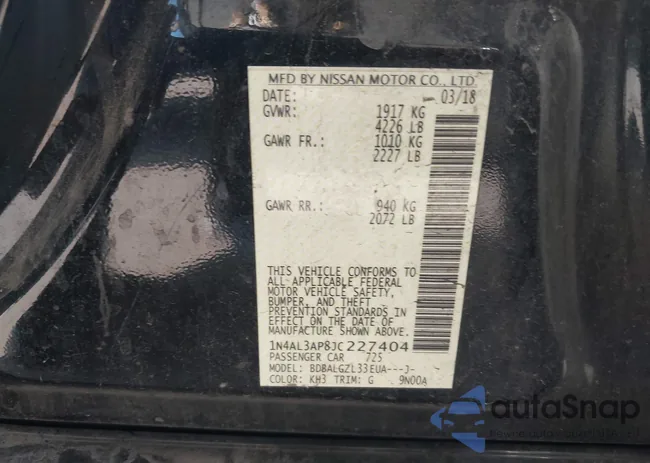 MFD BY NISSAN MOTOR CO., LTD.
DATE: 03/18
GVWR: 1917 KG
4226 LB
GAWR FR.: 1010 KG
2227 LB
GAWR RR.: 940 KG
2072 LB
THIS VEHICLE CONFORMS TO
ALL APPLICABLE FEDERAL
MOTOR VEHICLE SAFETY,
BUMPER, AND THEFT
PREVENTION STANDARDS IN
EFFECT ON THE DATE OF
MANUFACTURE SHOWN ABOVE.
1N4AL3AP8JC227404
PASSENGER CAR 725
MODEL: BDBALGZL33EUA---J-
COLOR: KH3 TRIM: G 9N00A
autoSnap